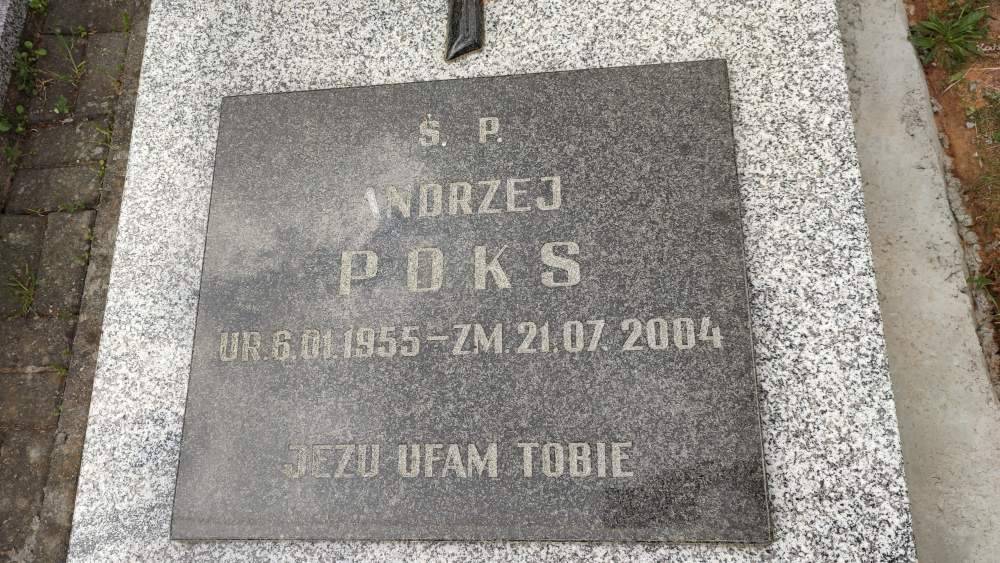 Ś. P.
ANDRZEJ
POKS
UR. 6.01.1955 – ZM. 21.07. 2004
JEZU UFAM TOBIE